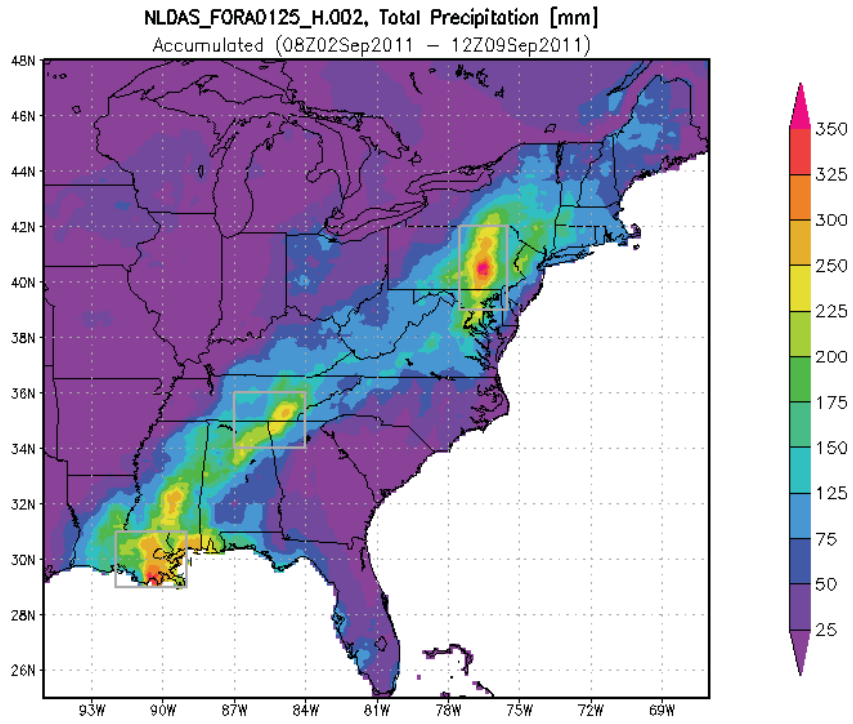 NLDAS_FORA0125_H.002, Total Precipitation [mm]
Accumulated (08Z02Sep2011 – 12Z09Sep2011)
48N
46N
44N
42N
40N
38N
36N
34N
32N
30N
28N
26N
93W 90W 87W 84W 81W 78W 75W 72W 69W
350
325
300
250
225
200
175
150
125
75
50
25